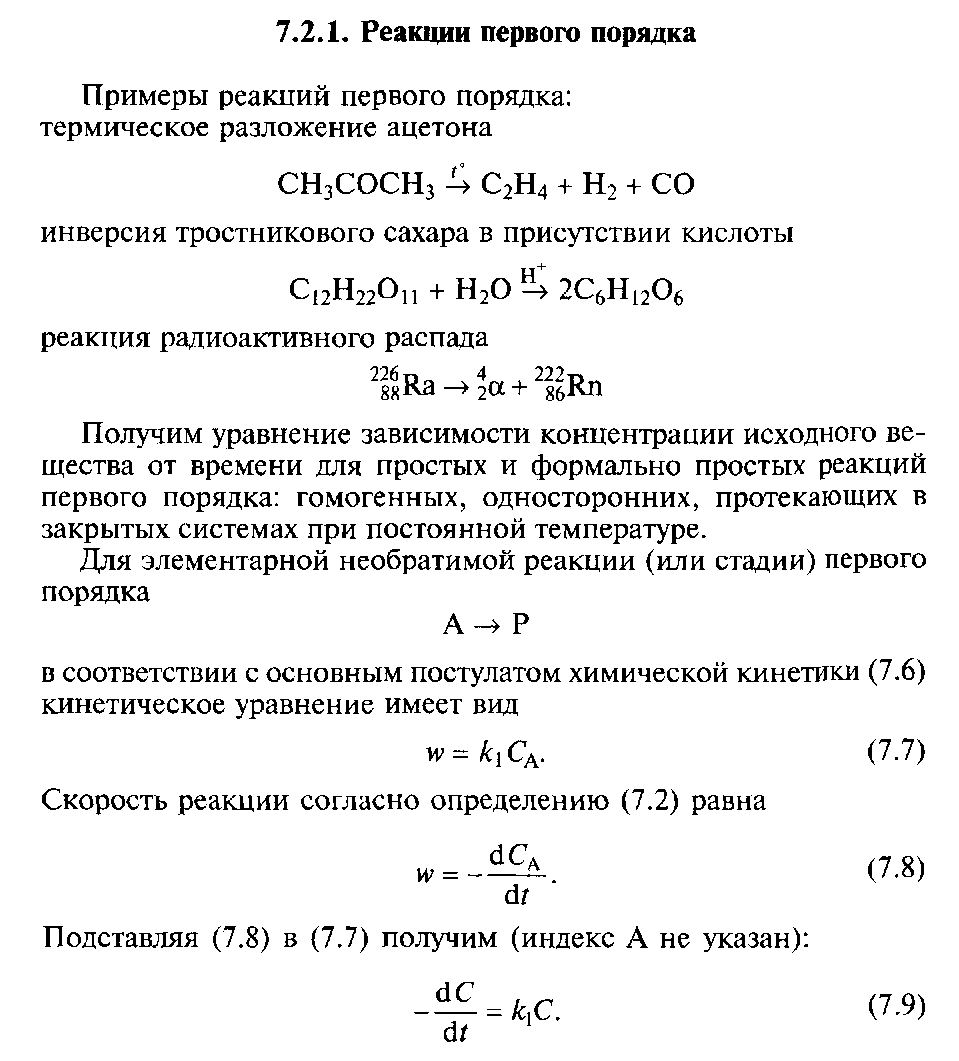 7.2.1. Реакции первого порядка
Примеры реакций первого порядка:
термическое разложение ацетона
CH₃COCH₃ →(t°) C₂H₄ + H₂ + CO
инверсия тростникового сахара в присутствии кислоты
C₁₂H₂₂O₁₁ + H₂O →(H⁺) 2C₆H₁₂O₆
реакция радиоактивного распада
²²⁶₈₈Ra → ⁴₂α + ²²²₈₆Rn
Получим уравнение зависимости концентрации исходного ве-
щества от времени для простых и формально простых реакций
первого порядка: гомогенных, односторонних, протекающих в
закрытых системах при постоянной температуре.
Для элементарной необратимой реакции (или стадии) первого
порядка
A → P
в соответствии с основным постулатом химической кинетики (7.6)
кинетическое уравнение имеет вид
w = k₁C_A. (7.7)
Скорость реакции согласно определению (7.2) равна
w = -dC_A/dt. (7.8)
Подставляя (7.8) в (7.7) получим (индекс А не указан):
-dC/dt = k₁C. (7.9)